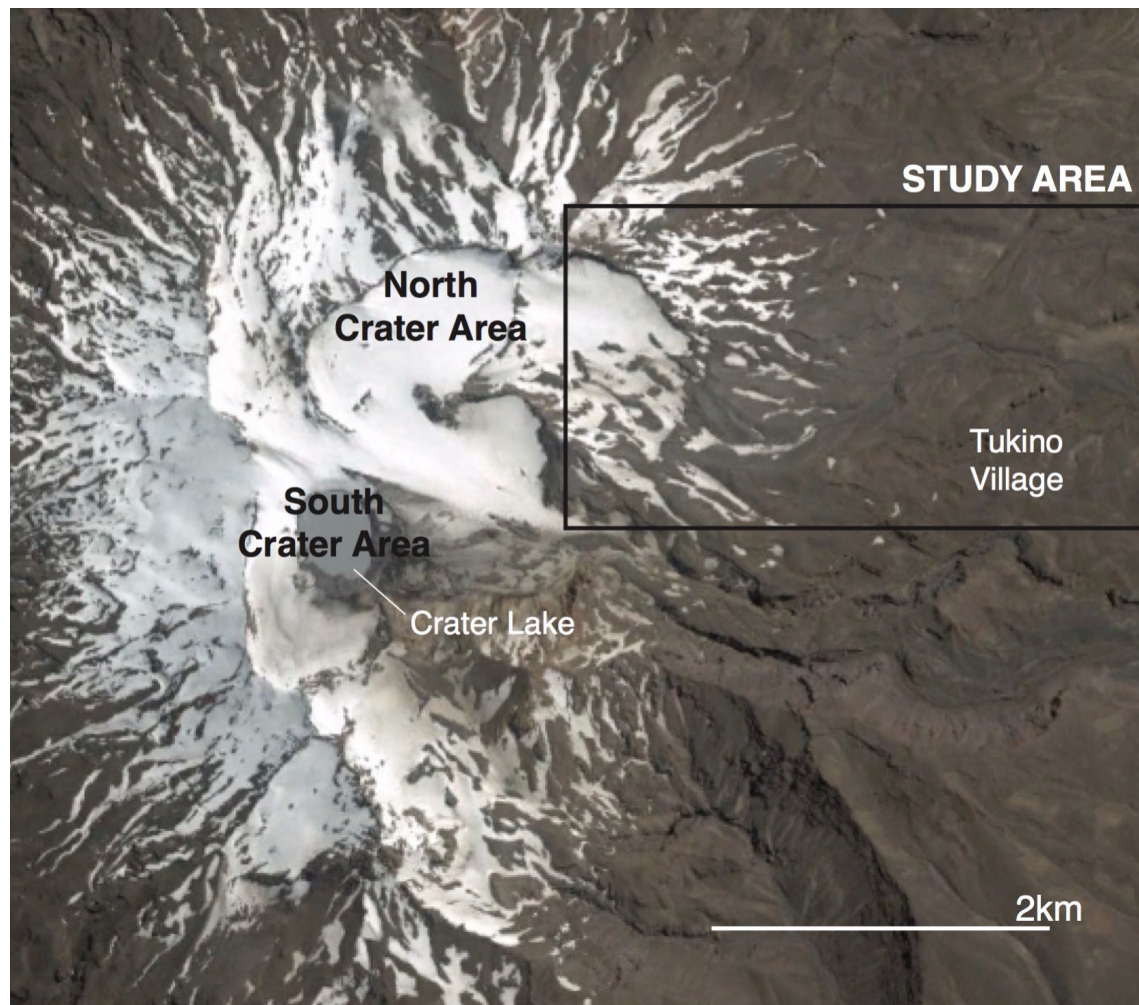 STUDY AREA
North
Crater Area
Tukino
Village
South
Crater Area
Crater Lake
2km